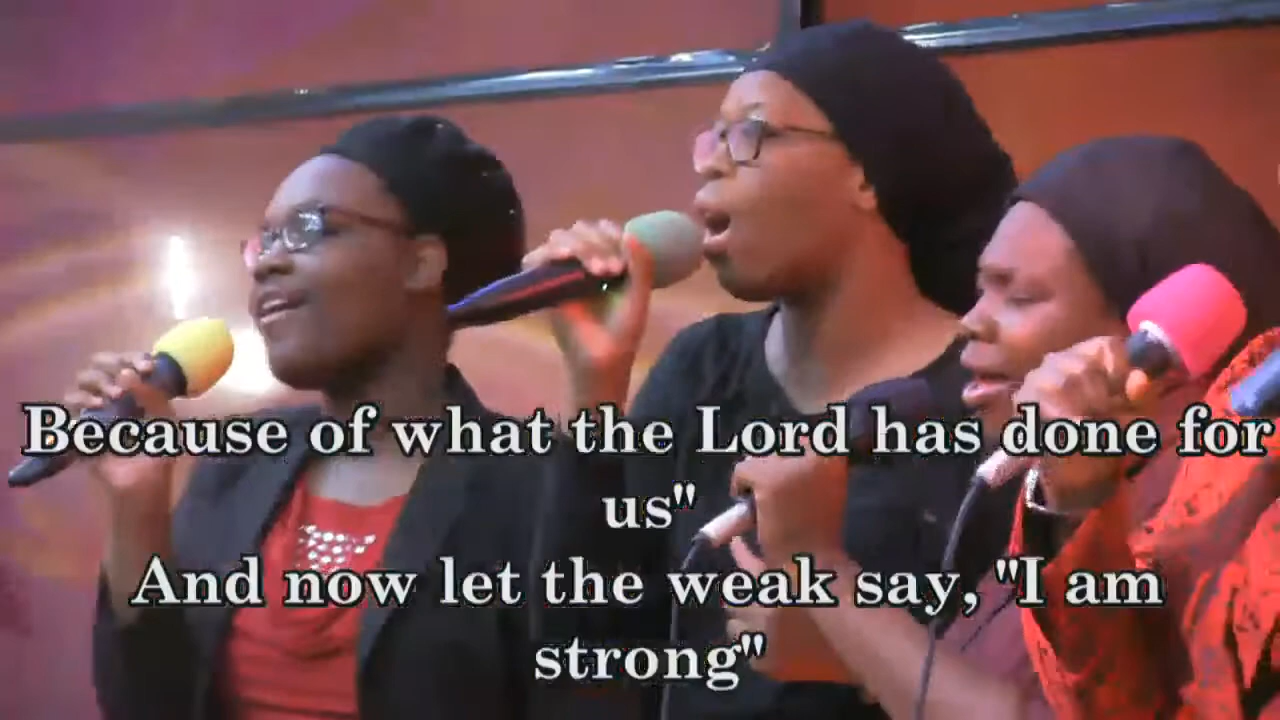 Because of what the Lord has done for
us"
And now let the weak say, "I am
strong"